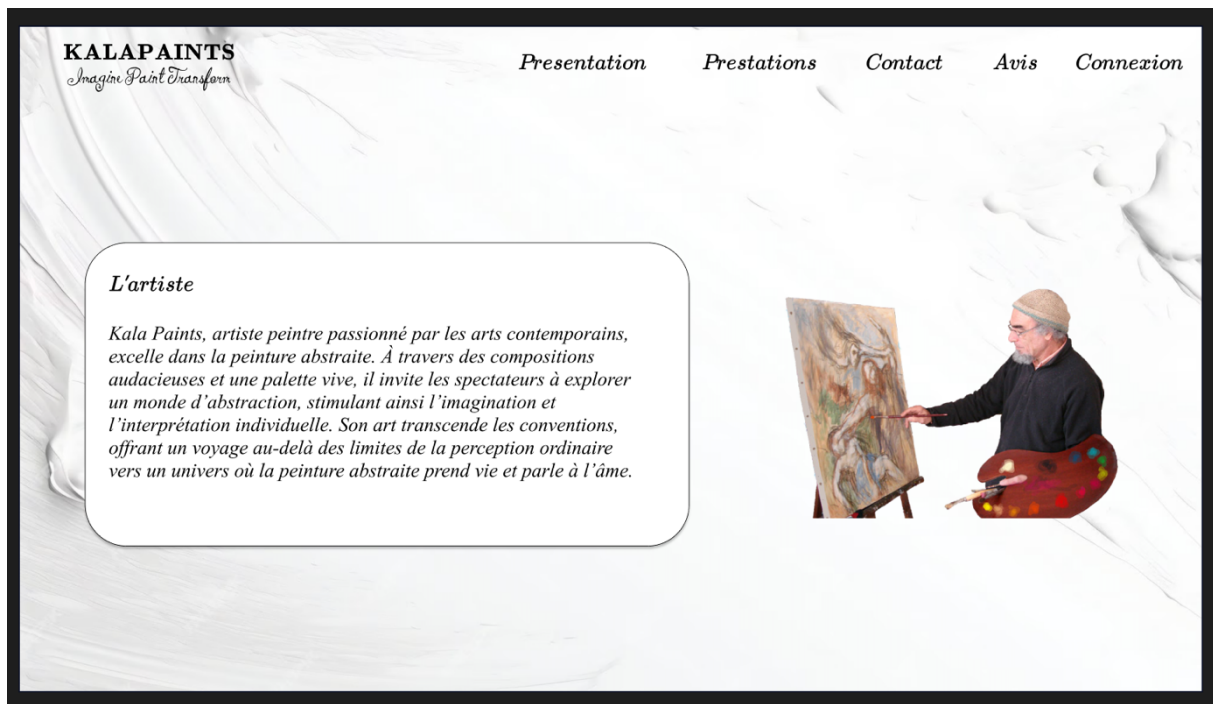 KALAPAINTS
Imagine Paint Transform
Presentation Prestations Contact Avis Connexion
L'artiste
Kala Paints, artiste peintre passionné par les arts contemporains,
excelle dans la peinture abstraite. À travers des compositions
audacieuses et une palette vive, il invite les spectateurs à explorer
un monde d’abstraction, stimulant ainsi l’imagination et
l’interprétation individuelle. Son art transcende les conventions,
offrant un voyage au-delà des limites de la perception ordinaire
vers un univers où la peinture abstraite prend vie et parle à l’âme.